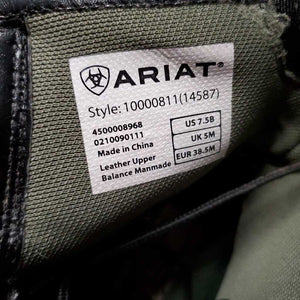 ARIAT
Style: 10000811(14587)
4500008968
0210090111
Made in China
Leather Upper
Balance Manmade
US 7.5B
UK 5M
EUR 38.5M